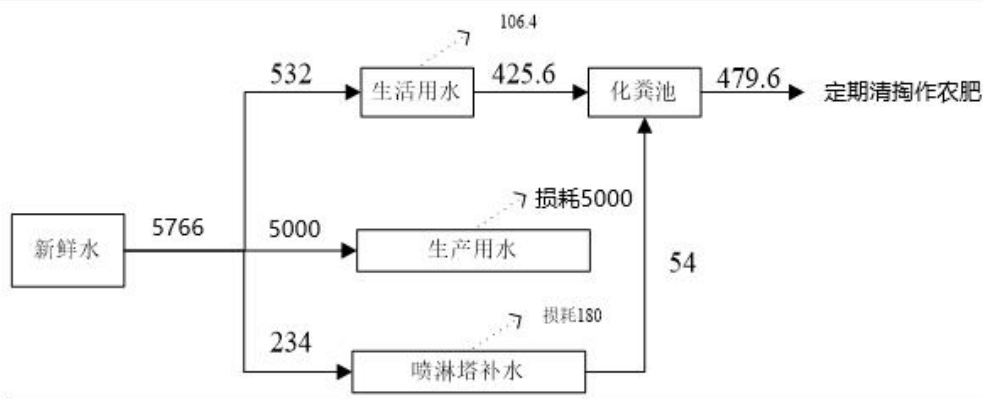 106.4
532
生活用水
425.6
化粪池
479.6
定期清掏作农肥
损耗5000
新鲜水
5766
5000
生产用水
54
损耗180
234
喷淋塔补水